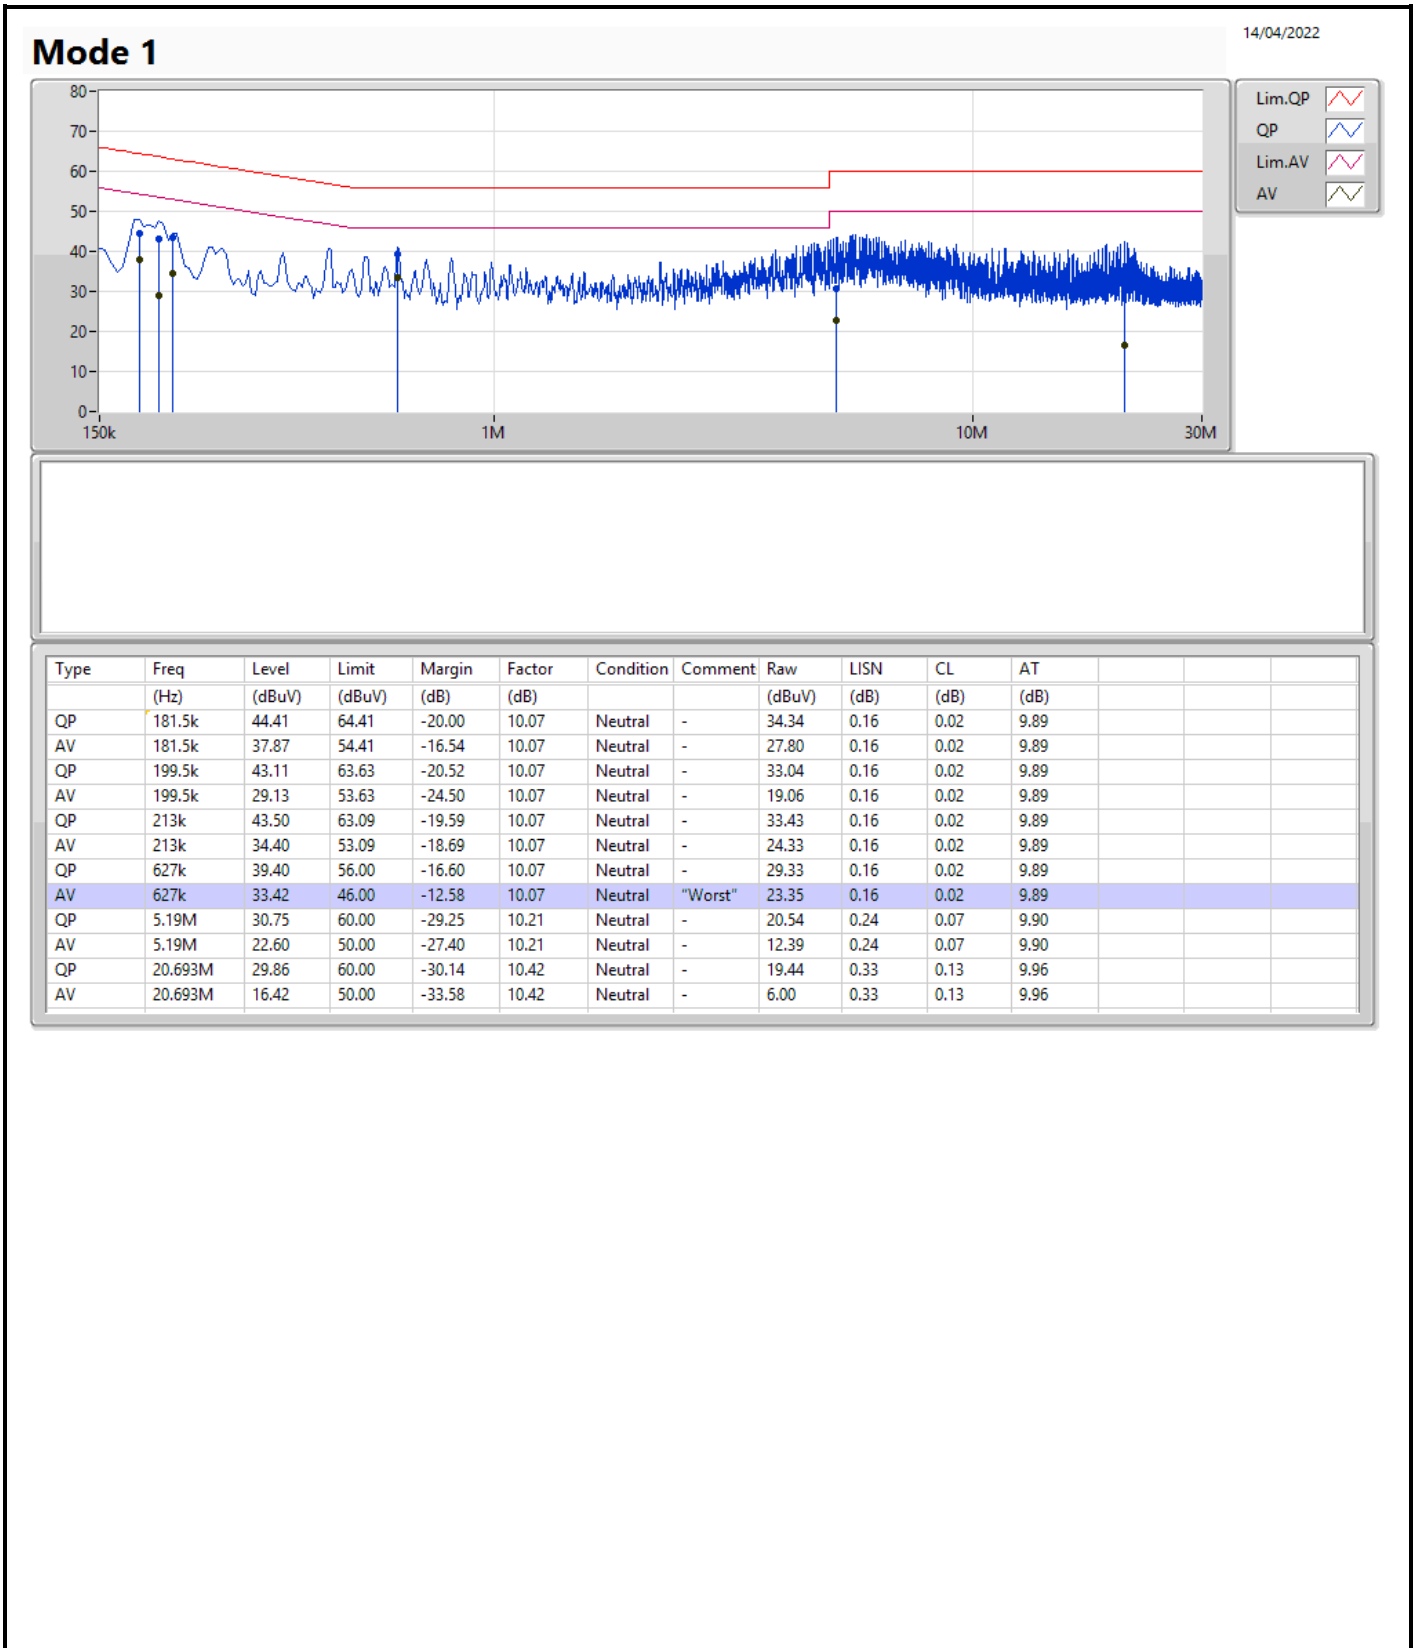 14/04/2022
Mode 1
80
70
60
50
40
30
20
10
0
150k 1M 10M 30M
Lim.QP
QP
Lim.AV
AV
Type Freq Level Limit Margin Factor Condition Comment Raw LISN CL AT
(Hz) (dBuV) (dBuV) (dB) (dB) (dBuV) (dB) (dB) (dB)
QP 181.5k 44.41 64.41 -20.00 10.07 Neutral - 34.34 0.16 0.02 9.89
AV 181.5k 37.87 54.41 -16.54 10.07 Neutral - 27.80 0.16 0.02 9.89
QP 199.5k 43.11 63.63 -20.52 10.07 Neutral - 33.04 0.16 0.02 9.89
AV 199.5k 29.13 53.63 -24.50 10.07 Neutral - 19.06 0.16 0.02 9.89
QP 213k 43.50 63.09 -19.59 10.07 Neutral - 33.43 0.16 0.02 9.89
AV 213k 34.40 53.09 -18.69 10.07 Neutral - 24.33 0.16 0.02 9.89
QP 627k 39.40 56.00 -16.60 10.07 Neutral - 29.33 0.16 0.02 9.89
AV 627k 33.42 46.00 -12.58 10.07 Neutral "Worst" 23.35 0.16 0.02 9.89
QP 5.19M 30.75 60.00 -29.25 10.21 Neutral - 20.54 0.24 0.07 9.90
AV 5.19M 22.60 50.00 -27.40 10.21 Neutral - 12.39 0.24 0.07 9.90
QP 20.693M 29.86 60.00 -30.14 10.42 Neutral - 19.44 0.33 0.13 9.96
AV 20.693M 16.42 50.00 -33.58 10.42 Neutral - 6.00 0.33 0.13 9.96